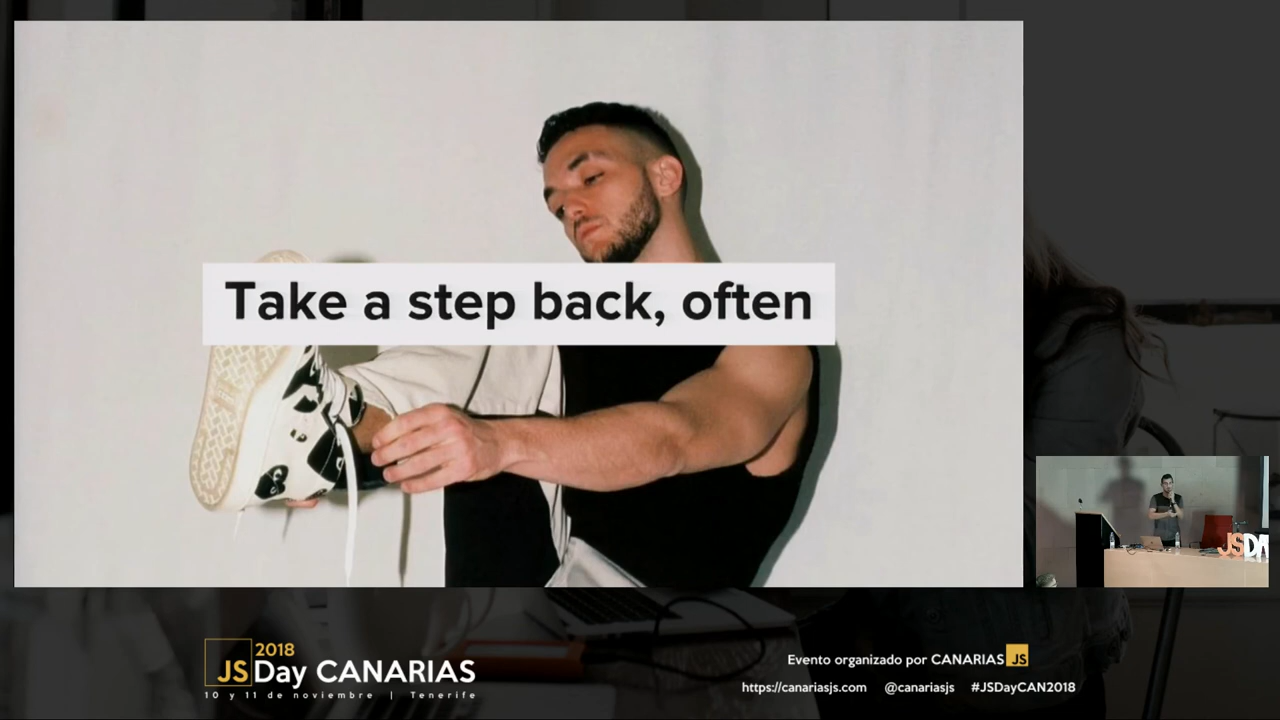 Take a step back, often
JSDA
2018
JS Day CANARIAS
10 y 11 de noviembre | Tenerife
Evento organizado por CANARIAS JS
https://canariasjs.com @canariasjs #JSDayCAN2018